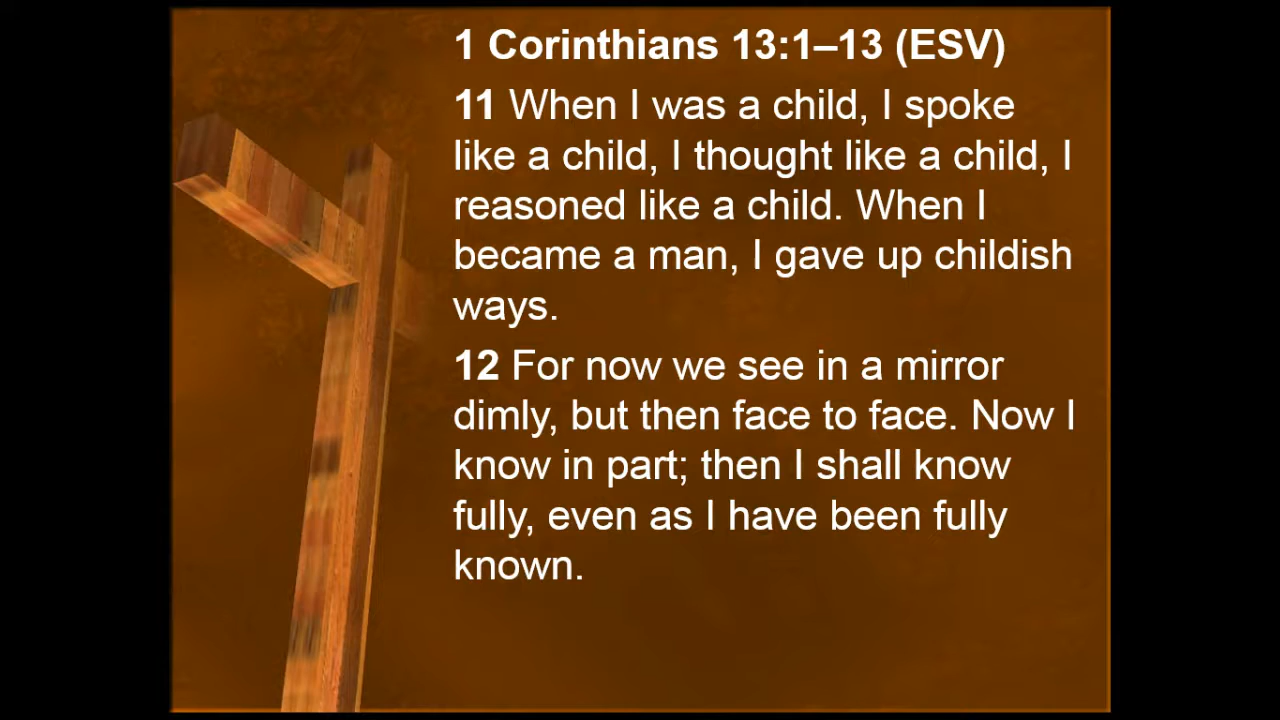 1 Corinthians 13:1–13 (ESV)
11 When I was a child, I spoke
like a child, I thought like a child, I
reasoned like a child. When I
became a man, I gave up childish
ways.
12 For now we see in a mirror
dimly, but then face to face. Now I
know in part; then I shall know
fully, even as I have been fully
known.